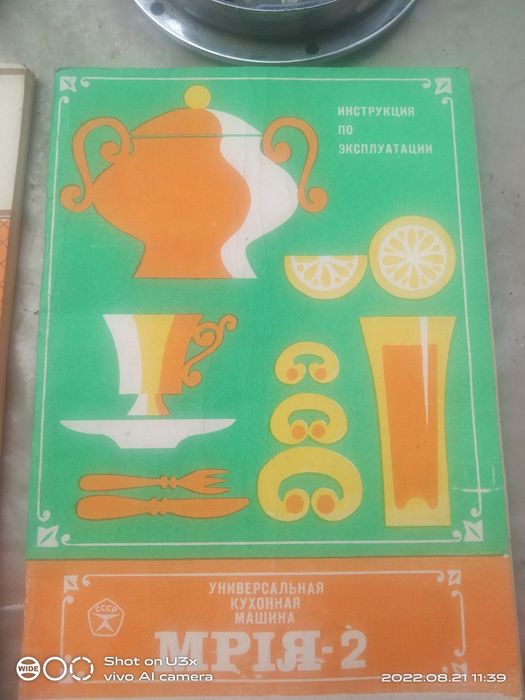 ИНСТРУКЦИЯ
ПО
ЭКСПЛУАТАЦИИ
УНИВЕРСАЛЬНАЯ
КУХОННАЯ
МАШИНА
СССР
МРІЯ-2
WIDE
Shot on U3x
vivo AI camera
2022.08.21 11:39